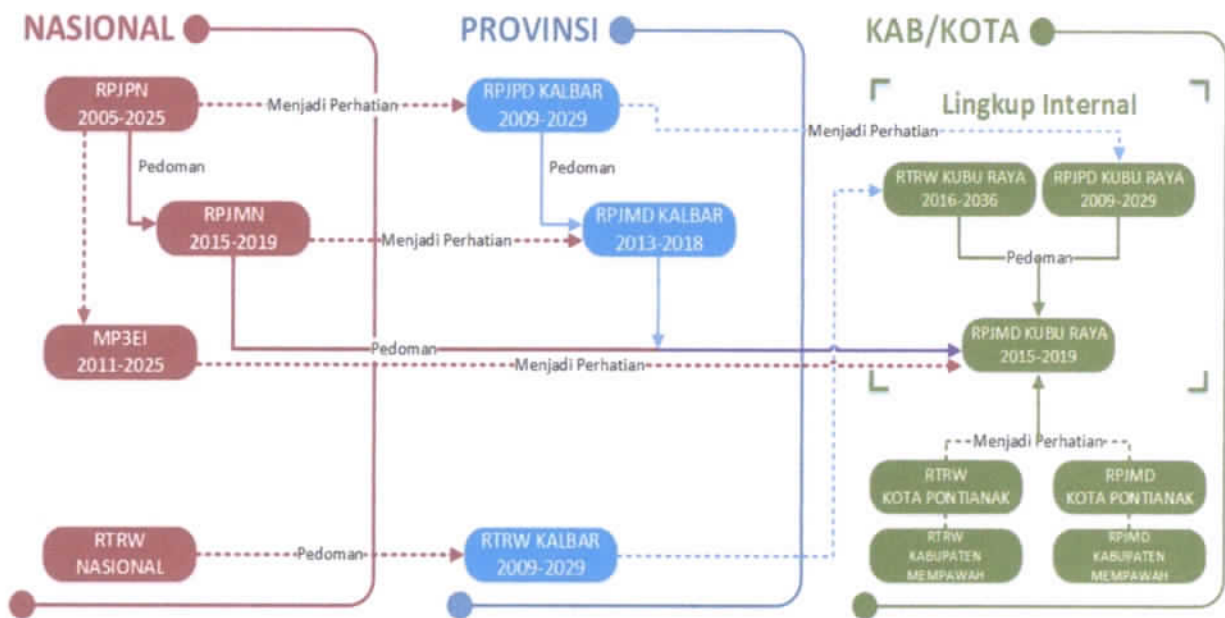 NASIONAL
PROVINSI
KAB/KOTA
RPJPN
2005-2025
Menjadi Perhatian
RPJPD KALBAR
2009-2029
Lingkup Internal
Menjadi Perhatian
Pedoman
Pedoman
RTRW KUBU RAYA
2016-2036
RPJPD KUBU RAYA
2009-2029
RPJMN
2015-2019
Menjadi Perhatian
RPJMD KALBAR
2013-2018
Pedoman
MP3EI
2011-2025
Pedoman
Menjadi Perhatian
RPJMD KUBU RAYA
2015-2019
Menjadi Perhatian
RTRW
KOTA PONTIANAK
RPJMD
KOTA PONTIANAK
RTRW
NASIONAL
Pedoman
RTRW KALBAR
2009-2029
RTRW
KABUPATEN
MEMPAWAH
RPJMD
KABUPATEN
MEMPAWAH